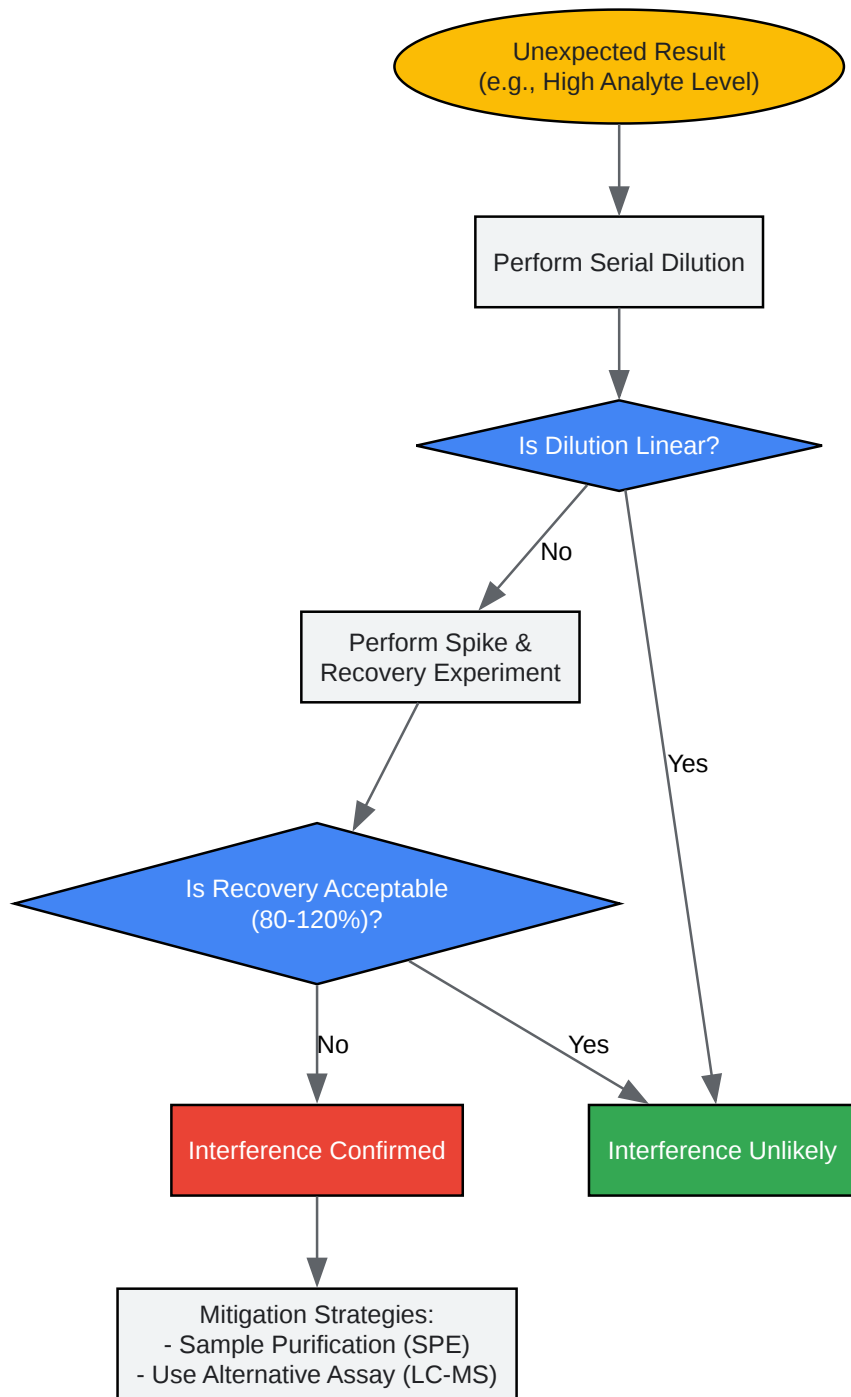 Unexpected Result
(e.g., High Analyte Level)
Perform Serial Dilution
Is Dilution Linear?
No
Perform Spike &
Recovery Experiment
Yes
Is Recovery Acceptable
(80-120%)?
No
Yes
Interference Confirmed
Interference Unlikely
Mitigation Strategies:
- Sample Purification (SPE)
- Use Alternative Assay (LC-MS)